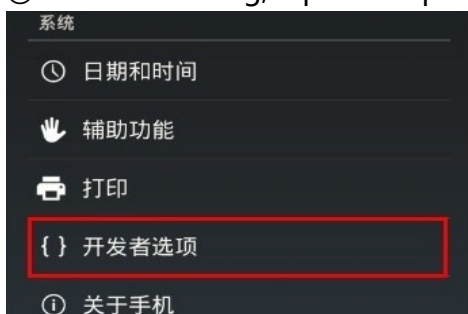 系统
日期和时间
辅助功能
打印
{ } 开发者选项
关于手机